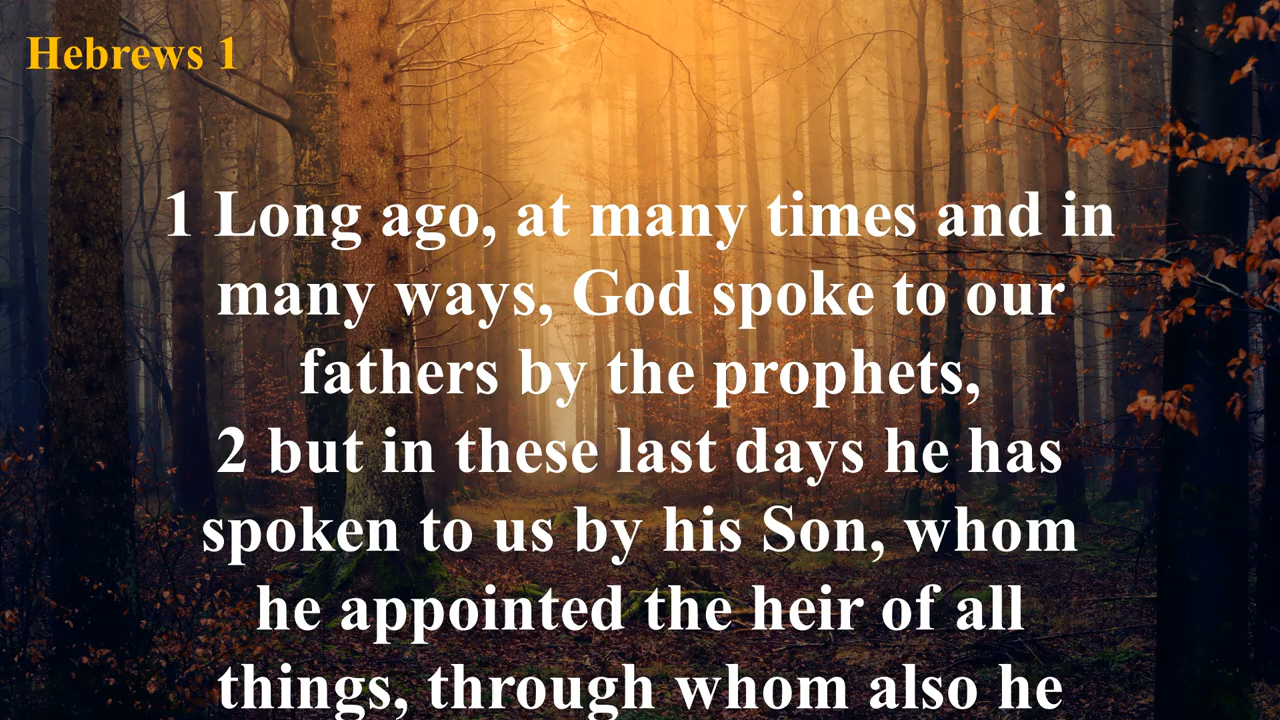 Hebrews 1
1 Long ago, at many times and in
many ways, God spoke to our
fathers by the prophets,
2 but in these last days he has
spoken to us by his Son, whom
he appointed the heir of all
things, through whom also he